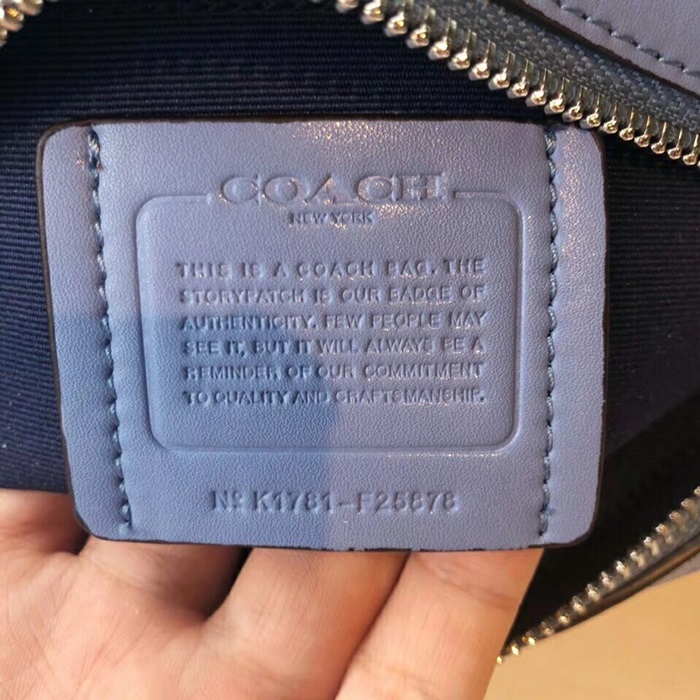 COACH
NEW YORK
THIS IS A COACH BAG. THE
STORYPATCH IS OUR BADGE OF
AUTHENTICITY. FEW PEOPLE MAY
SEE IT, BUT IT WILL ALWAYS BE A
REMINDER OF OUR COMMITMENT
TO QUALITY AND CRAFTSMANSHIP.
Nº K1781-F25878